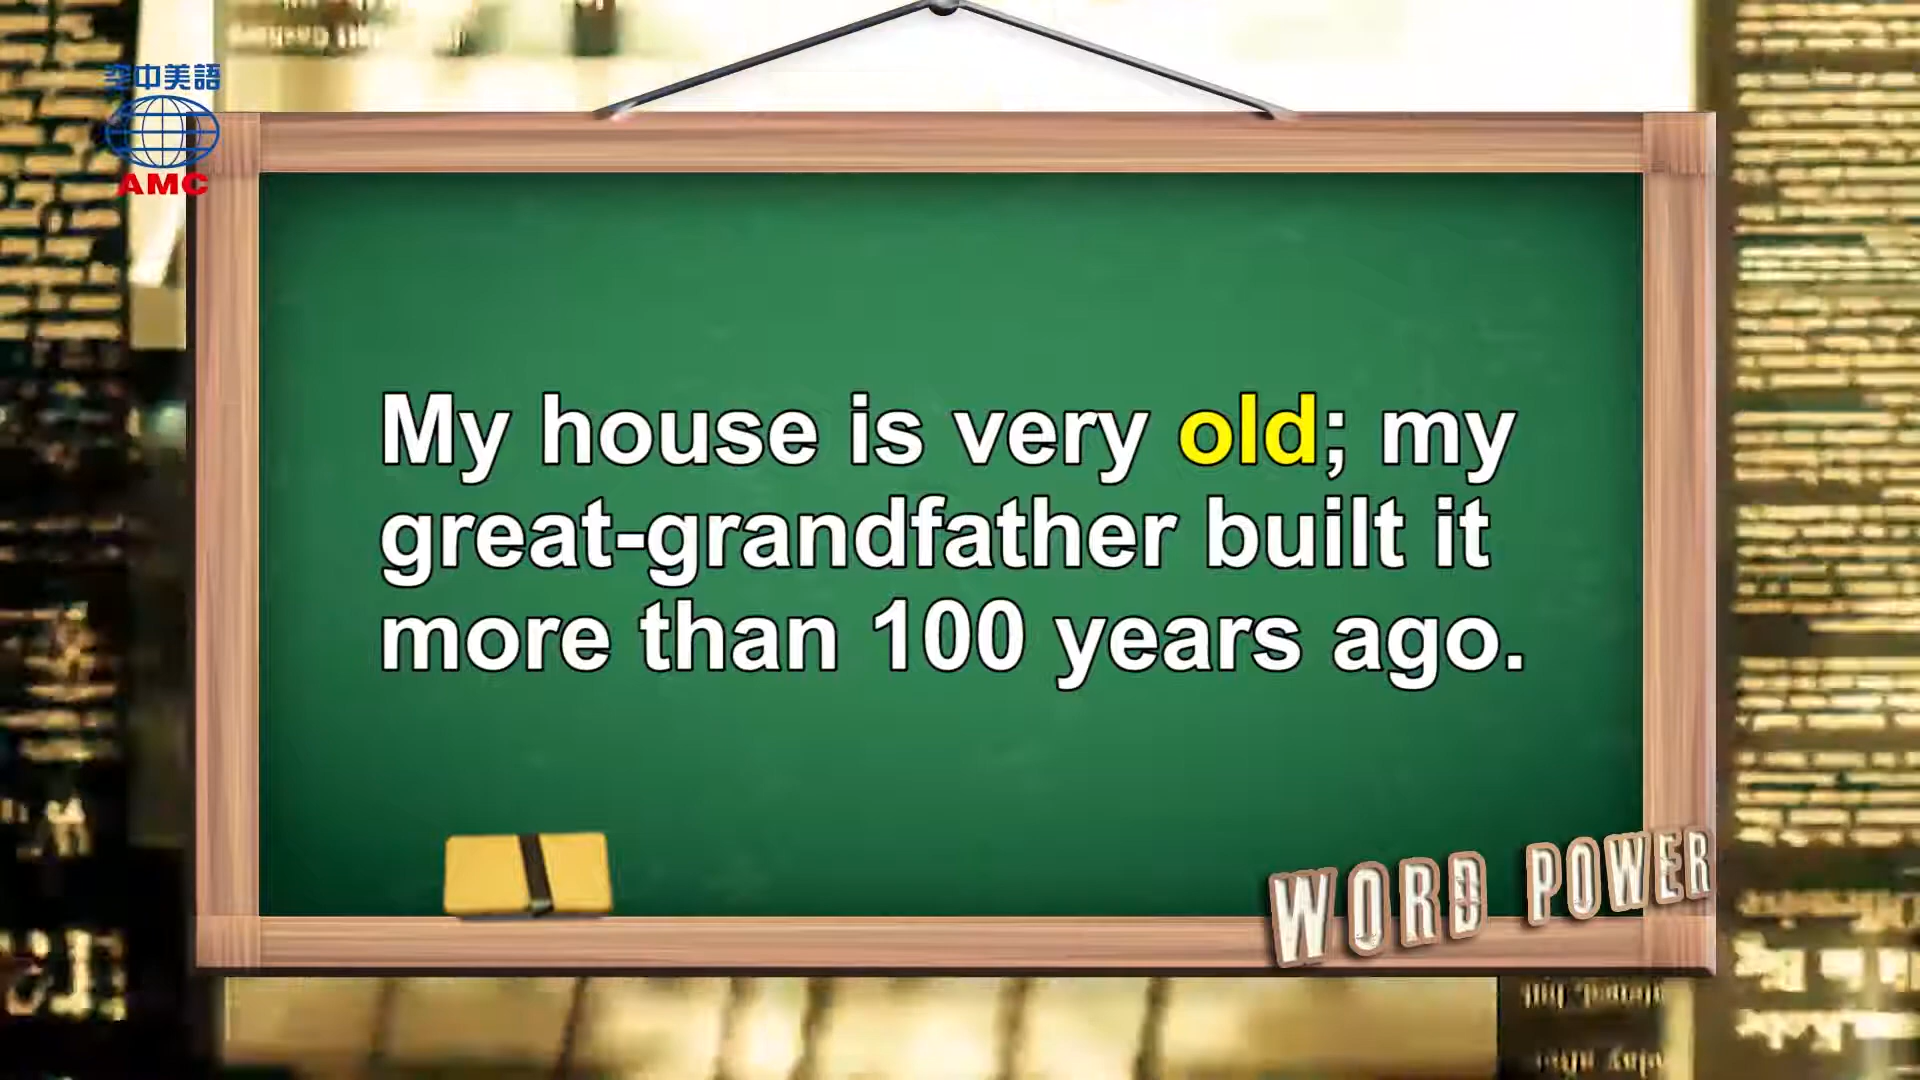 空中美語
AMC
My house is very old; my
great-grandfather built it
more than 100 years ago.
WORD POWER